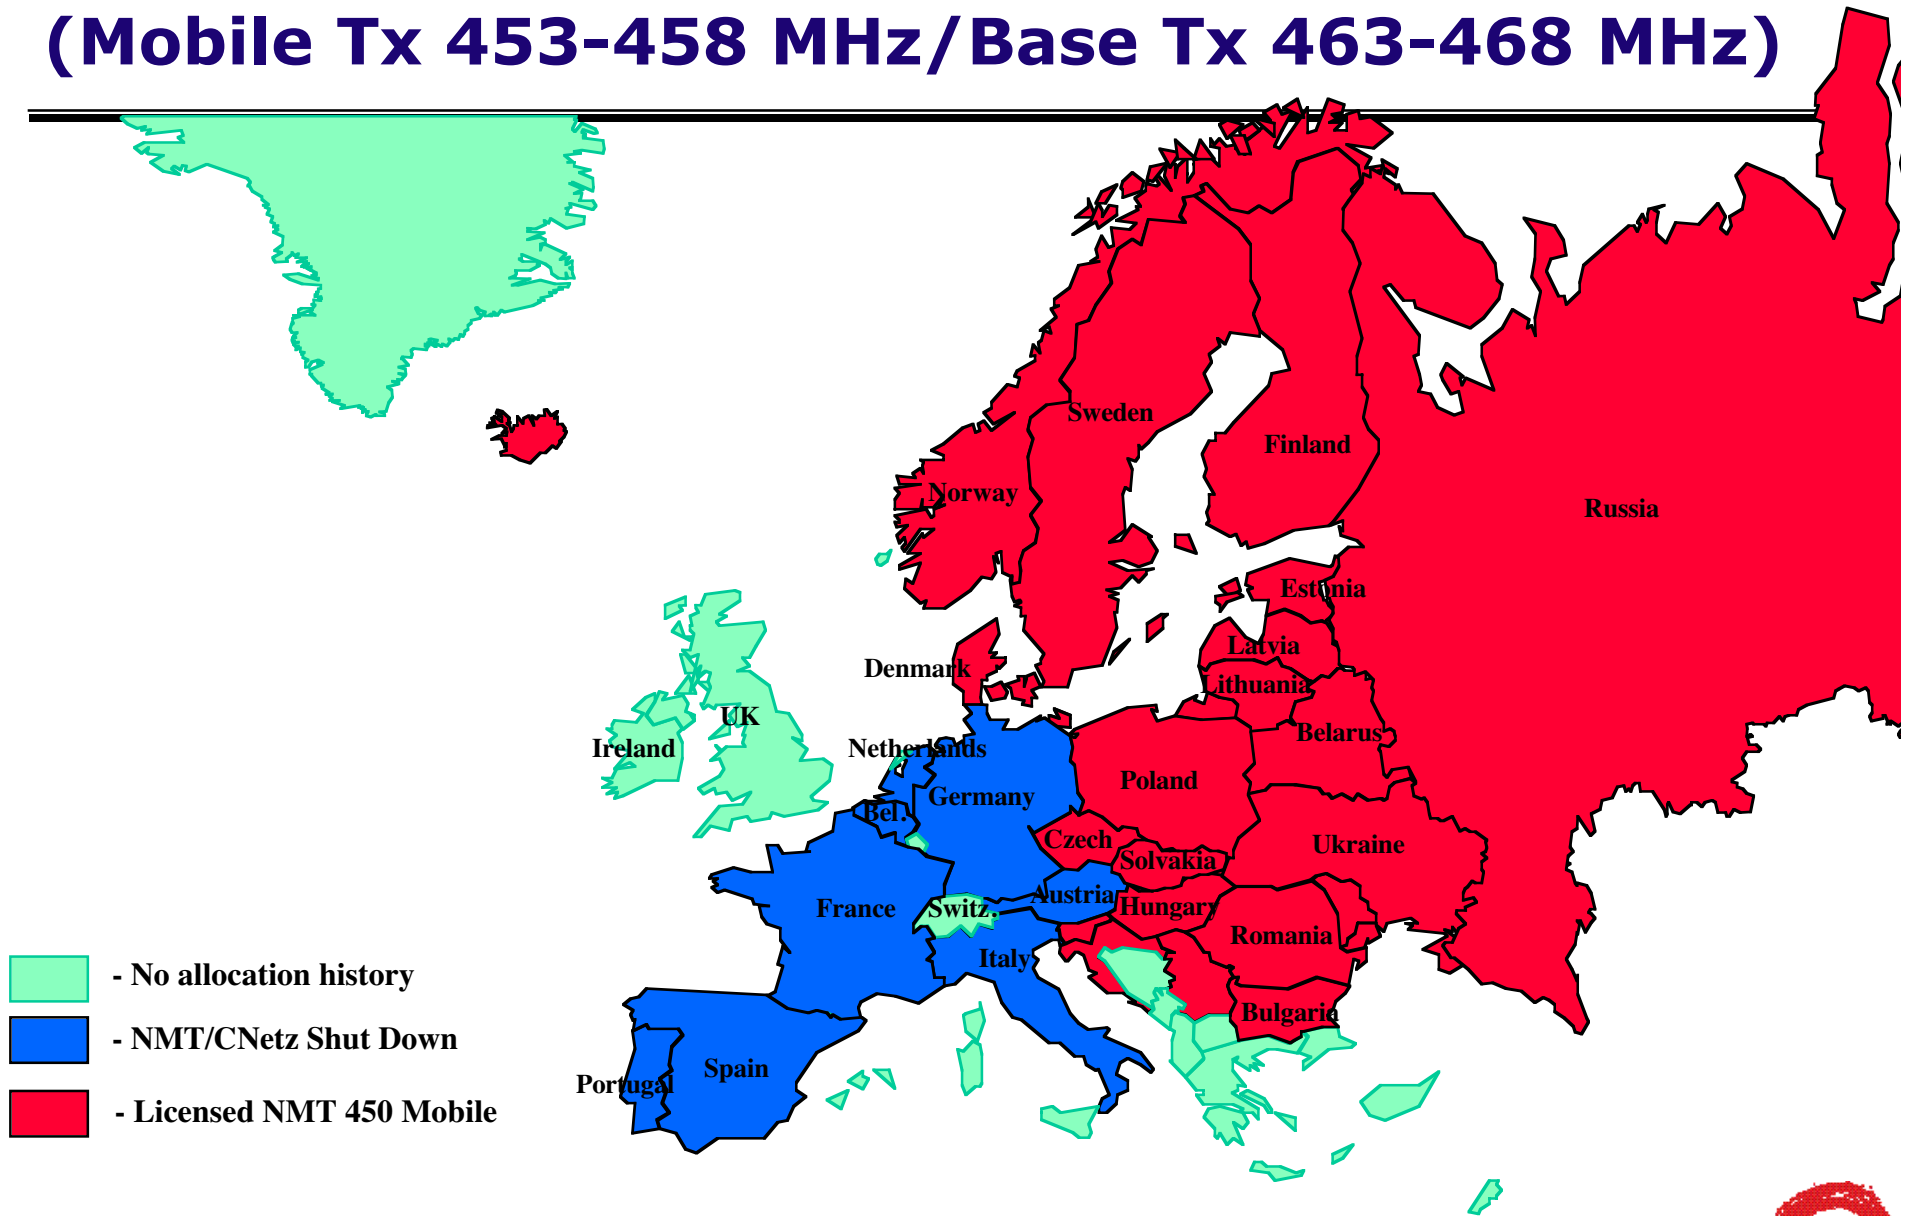 (Mobile Tx 453-458 MHz/Base Tx 463-468 MHz)
Sweden
Finland
Norway
Russia
Estonia
Latvia
Denmark
Lithuania
UK
Belarus
Ireland
Netherlands
Poland
Germany
Bel.
Czech
Ukraine
Solvakia
Austria
France
Switz.
Hungary
Romania
Italy
- No allocation history
Bulgaria
- NMT/CNetz Shut Down
Spain
Portugal
- Licensed NMT 450 Mobile